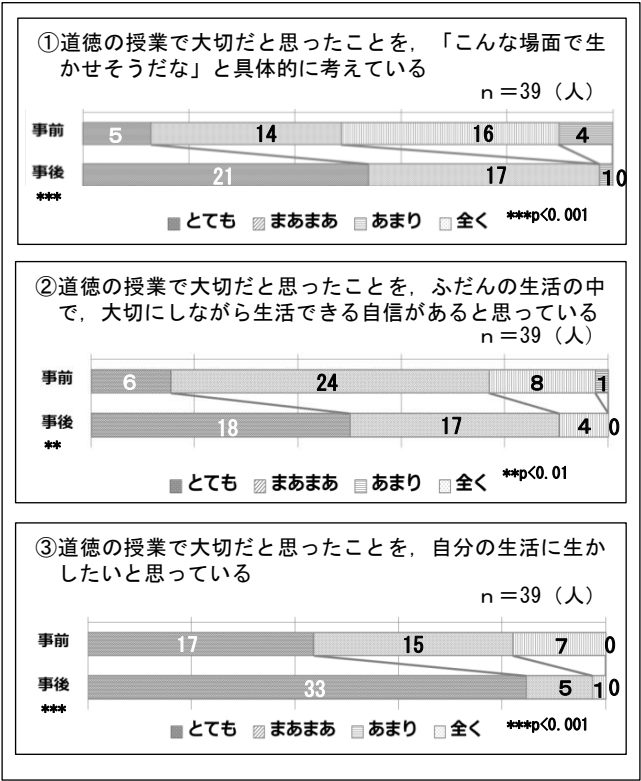 ①道徳の授業で大切だと思ったことを,「こんな場面で生
かせそうだな」と具体的に考えている
n=39(人)
事前 5 14 16 4
事後 21 17 1 0
***
とても まあまあ あまり 全く ***p<0.001
②道徳の授業で大切だと思ったことを,ふだんの生活の中
で,大切にしながら生活できる自信があると思っている
n=39(人)
事前 6 24 8 1
事後 18 17 4 0
**
とても まあまあ あまり 全く **p<0.01
③道徳の授業で大切だと思ったことを,自分の生活に生か
したいと思っている
n=39(人)
事前 17 15 7 0
事後 33 5 1 0
***
とても まあまあ あまり 全く ***p<0.001